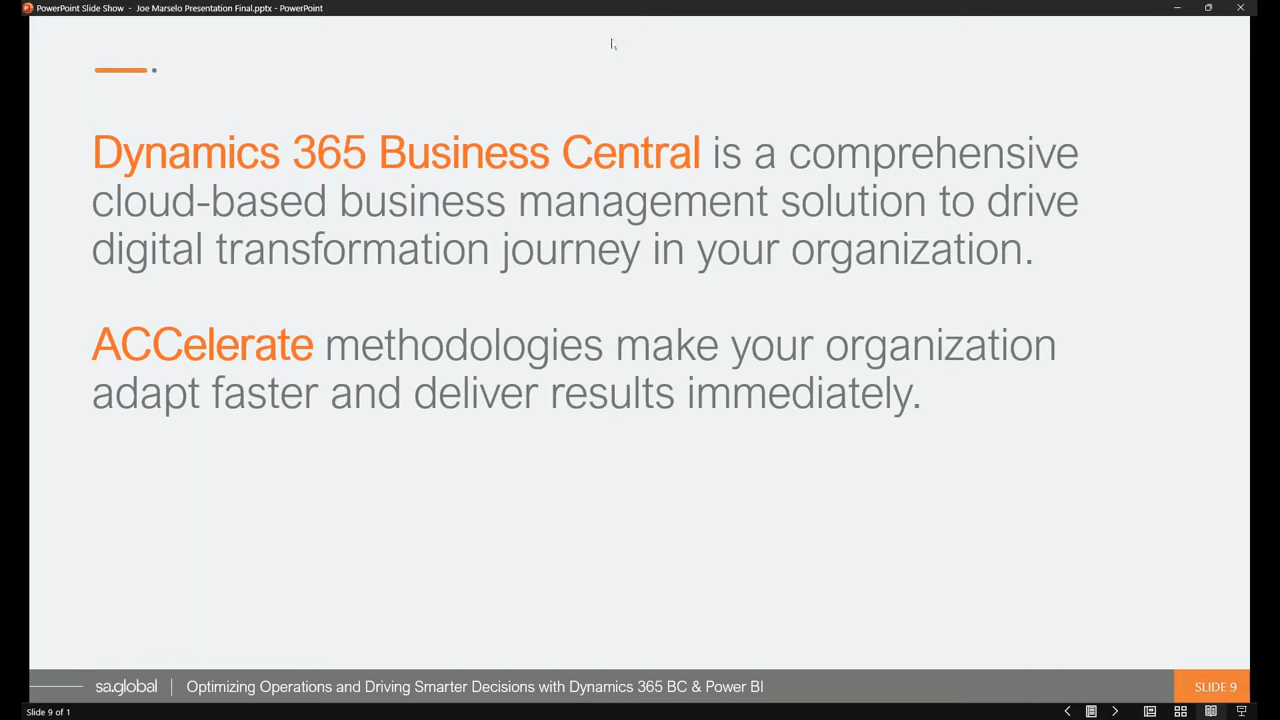 PowerPoint Slide Show - Joe Marselo Presentation Final.pptx - PowerPoint
Dynamics 365 Business Central is a comprehensive
cloud-based business management solution to drive
digital transformation journey in your organization.
ACCelerate methodologies make your organization
adapt faster and deliver results immediately.
sa.global
Optimizing Operations and Driving Smarter Decisions with Dynamics 365 BC & Power BI
SLIDE 9
Slide 9 of 1